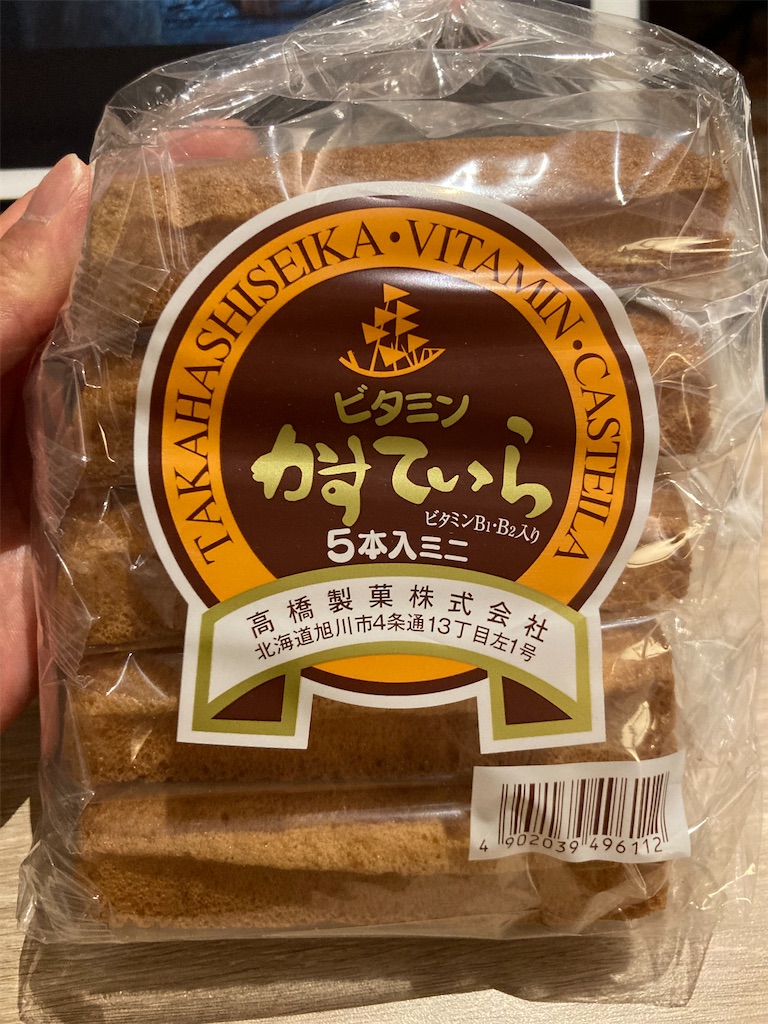 TAKAHASHISEIKA・VITAMIN・CASTELLA
ビタミン
かすていら
ビタミンB1・B2入り
5本入ミニ
高橋製菓株式会社
北海道旭川市4条通13丁目左1号
4 902039 496112